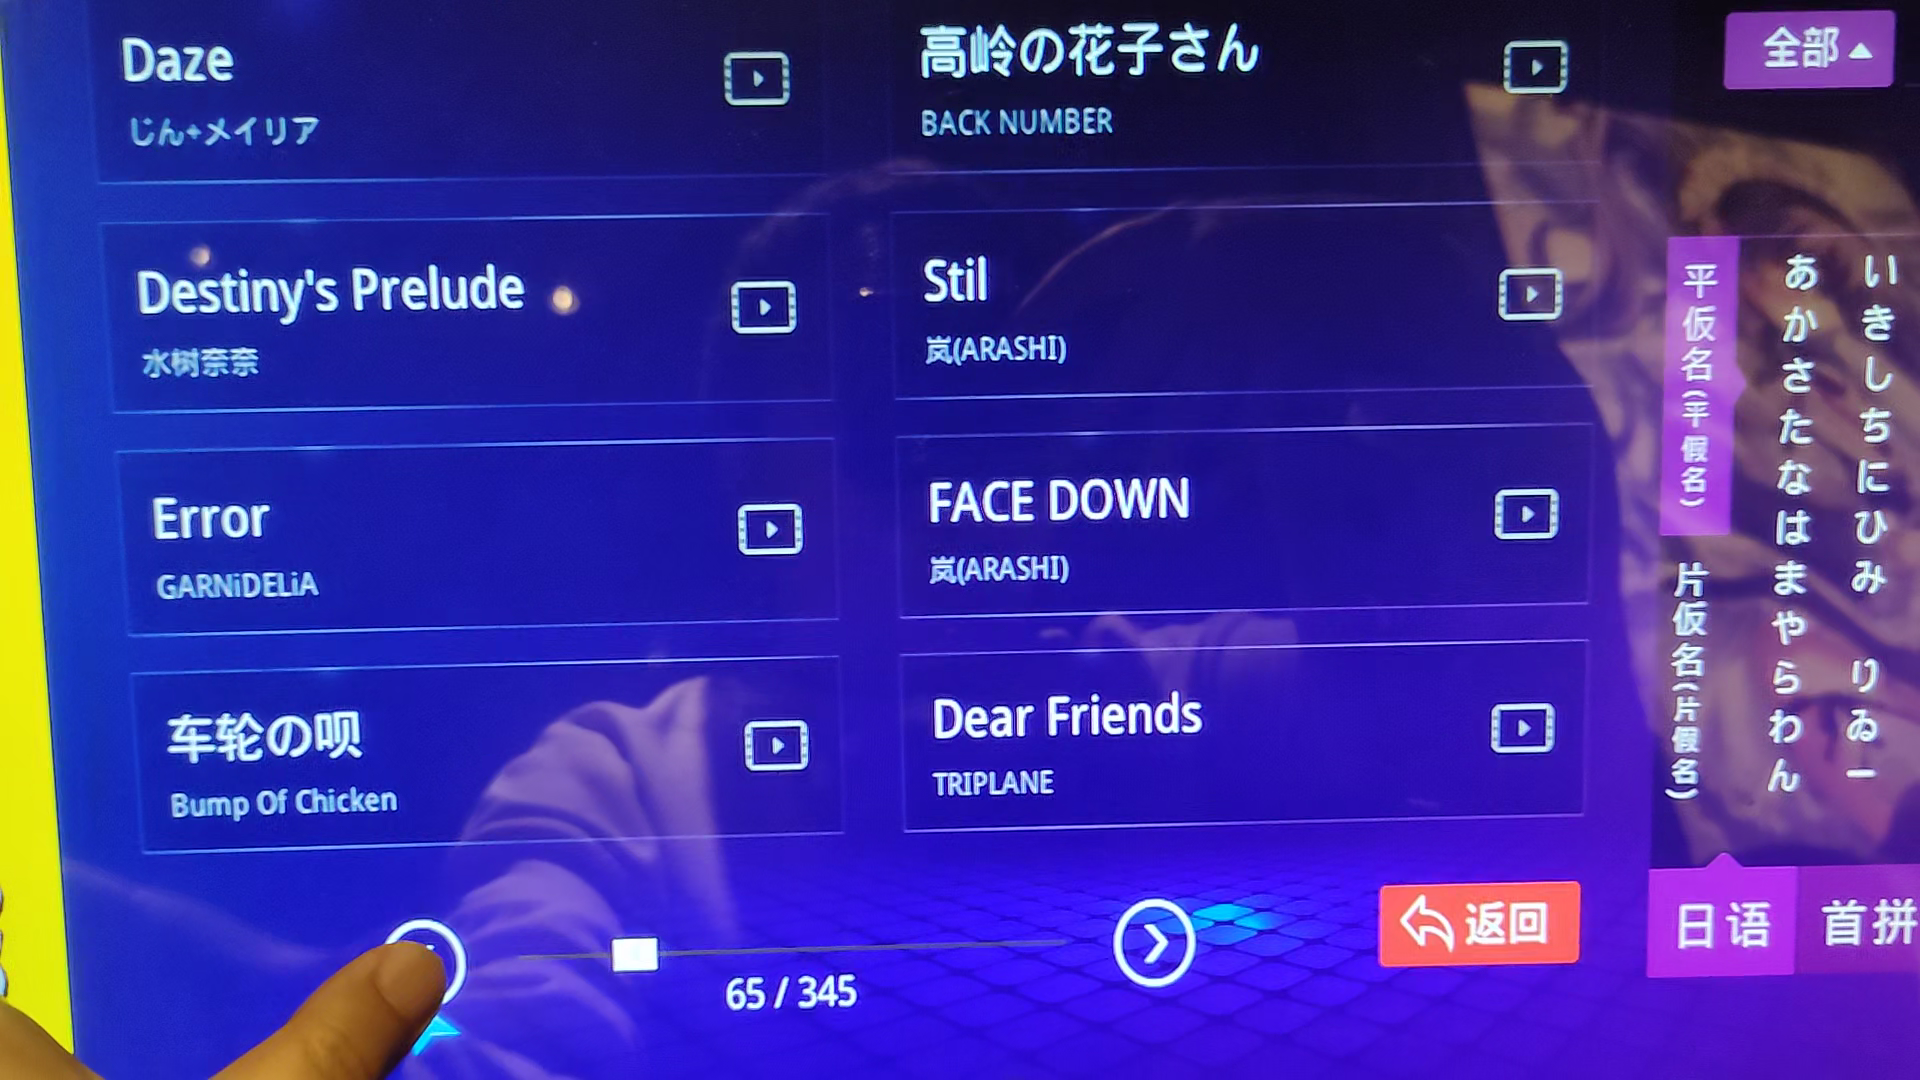 Daze
じん+メイリア
高岭の花子さん
BACK NUMBER
Destiny's Prelude
水树奈奈
Stil
岚(ARASHI)
Error
GARNiDELiA
FACE DOWN
岚(ARASHI)
车轮の呗
Bump Of Chicken
Dear Friends
TRIPLANE
65 / 345
返回
全部
平仮名(平假名)
片仮名(片假名)
あかさたなはまやらわん
いきしちにひみ りゐー
日语
首拼